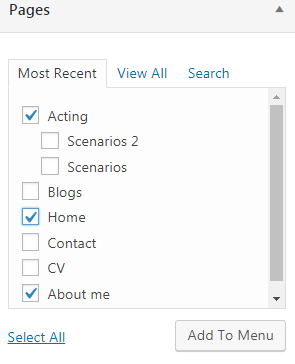 Pages
Most Recent View All Search
Acting
Scenarios 2
Scenarios
Blogs
Home
Contact
CV
About me
Select All Add To Menu